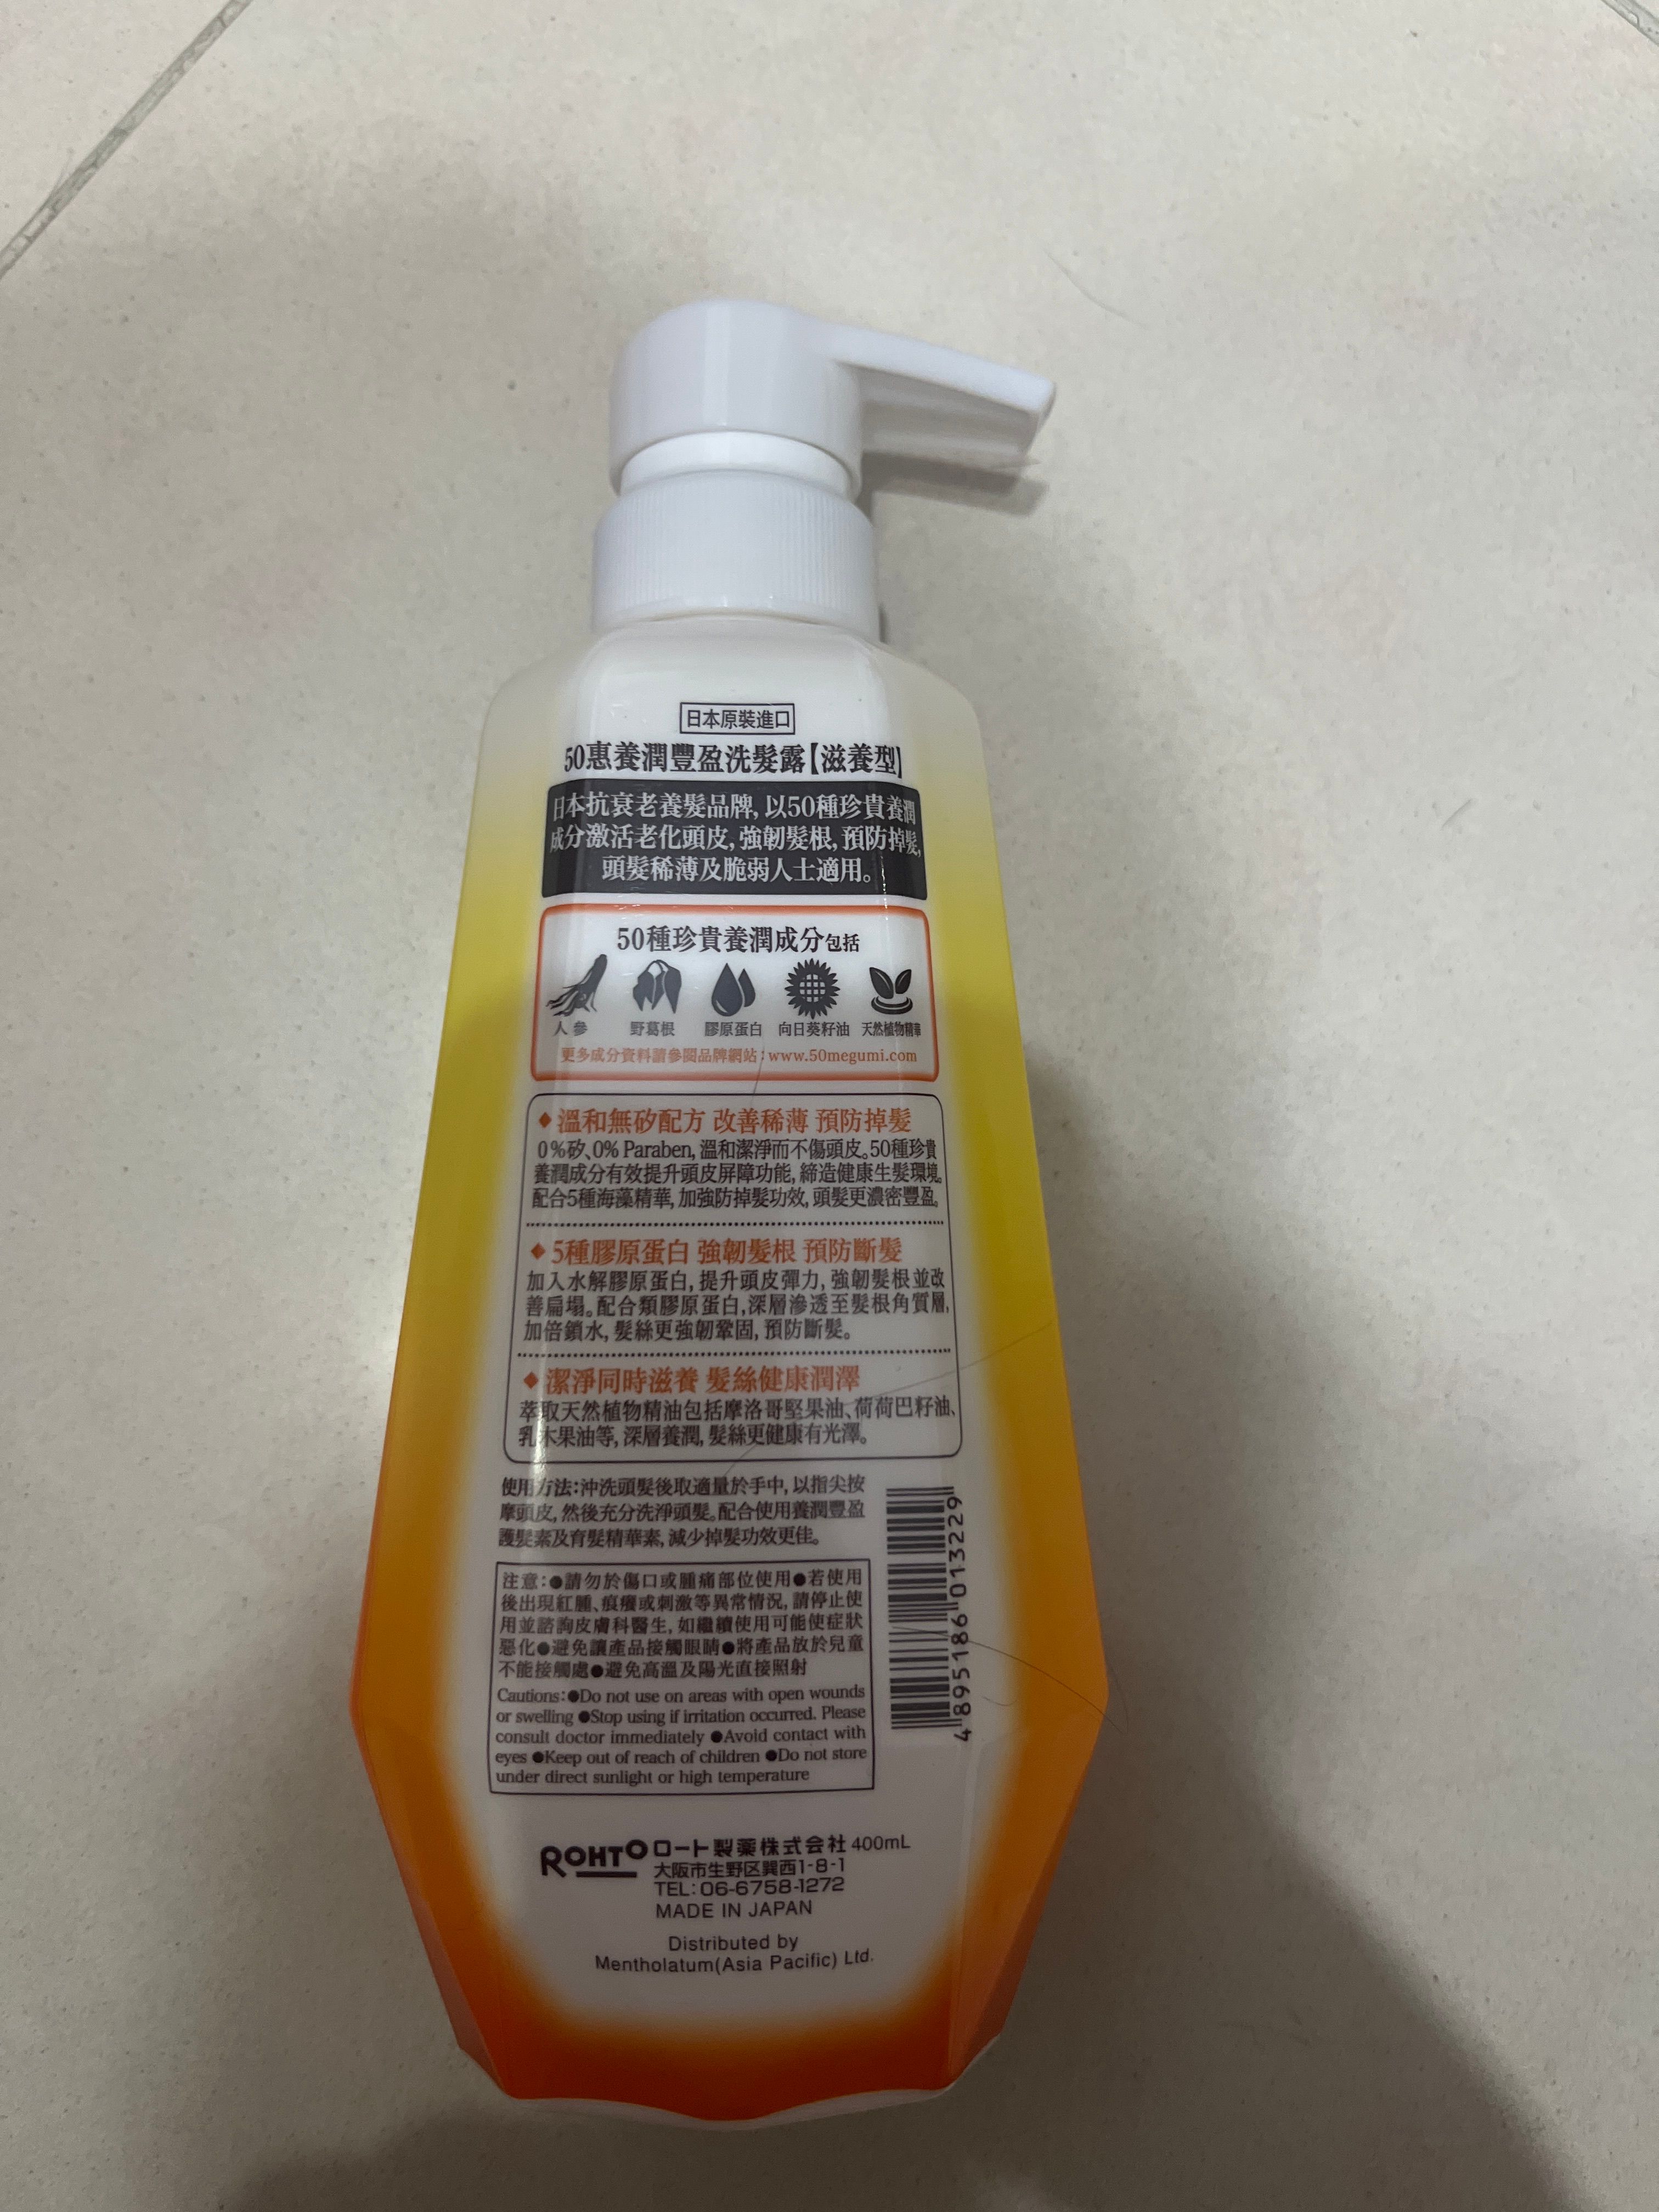 日本原裝進口
50惠養潤豐盈洗髮露【滋養型】
日本抗衰老養髮品牌,以50種珍貴養潤
成分激活老化頭皮,強韌髮根,預防掉髮,
頭髮稀薄及脆弱人士適用。
50種珍貴養潤成分包括
人參 野葛根 膠原蛋白 向日葵籽油 天然植物精華
更多成分資料請參閱品牌網站:www.50megumi.com
◆溫和無矽配方 改善稀薄 預防掉髮
0%矽、0% Paraben, 溫和潔淨而不傷頭皮。50種珍貴
養潤成分有效提升頭皮屏障功能,締造健康生髮環境。
配合5種海藻精華,加強防掉髮功效,頭髮更濃密豐盈。
◆5種膠原蛋白 強韌髮根 預防斷髮
加入水解膠原蛋白,提升頭皮彈力,強韌髮根並改
善扁塌。配合類膠原蛋白,深層滲透至髮根角質層,
加倍鎖水,髮絲更強韌鞏固,預防斷髮。
◆潔淨同時滋養 髮絲健康潤澤
萃取天然植物精油包括摩洛哥堅果油、荷荷巴籽油、
乳木果油等,深層養潤,髮絲更健康有光澤。
使用方法:沖洗頭髮後取適量於手中,以指尖按
摩頭皮,然後充分洗淨頭髮。配合使用養潤豐盈
護髮素及育髮精華素,減少掉髮功效更佳。
注意:●請勿於傷口或腫痛部位使用●若使用
後出現紅腫、痕癢或刺激等異常情況,請停止使
用並諮詢皮膚科醫生,如繼續使用可能使症狀
惡化●避免讓產品接觸眼睛●將產品放於兒童
不能接觸處●避免高溫及陽光直接照射
Cautions:●Do not use on areas with open wounds
or swelling ●Stop using if irritation occurred. Please
consult doctor immediately ●Avoid contact with
eyes ●Keep out of reach of children ●Do not store
under direct sunlight or high temperature
4 895186 013229
ROHTO ロート製薬株式会社 400mL
大阪市生野区巽西1-8-1
TEL:06-6758-1272
MADE IN JAPAN
Distributed by
Mentholatum(Asia Pacific) Ltd.